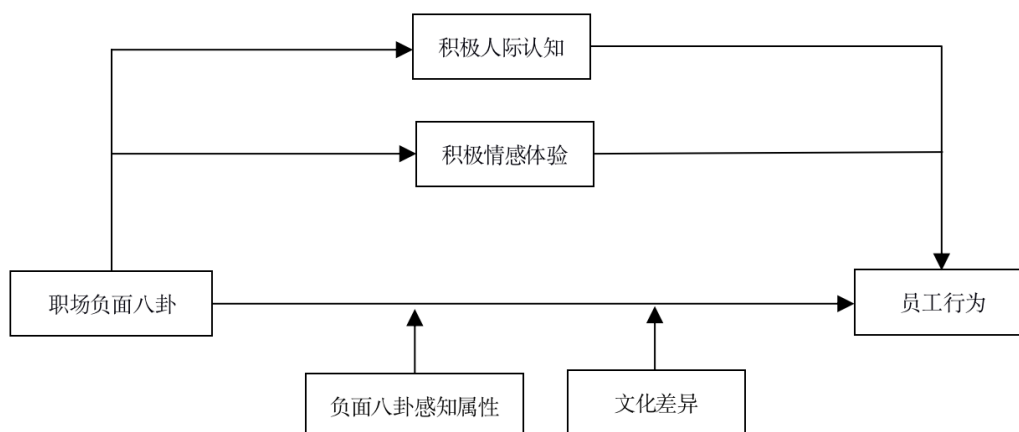 积极人际认知
积极情感体验
职场负面八卦
员工行为
负面八卦感知属性
文化差异